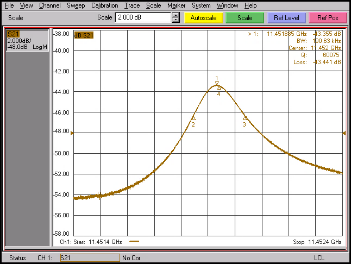 File View Channel Sweep Calibration Trace Scale Marker System Window Help
Scale Scale 2.000 dB Autoscale Scale Ref Level Ref Pos
S21
2.000dB/
-48.0dB LogM
-38.00
dB-S21
> 1: 11.451885 GHz -43.355 dB
BW:
Center: 11.452 GHz
Q: 60075
Loss: -43.441 dB
-40.00
-42.00
-44.00
1
4
-46.00
2 3
-48.00
-50.00
-52.00
-54.00
-56.00
-58.00
Ch1: Start 11.4514 GHz Stop 11.4524 GHz
Status CH 1: S21 No Cor LCL